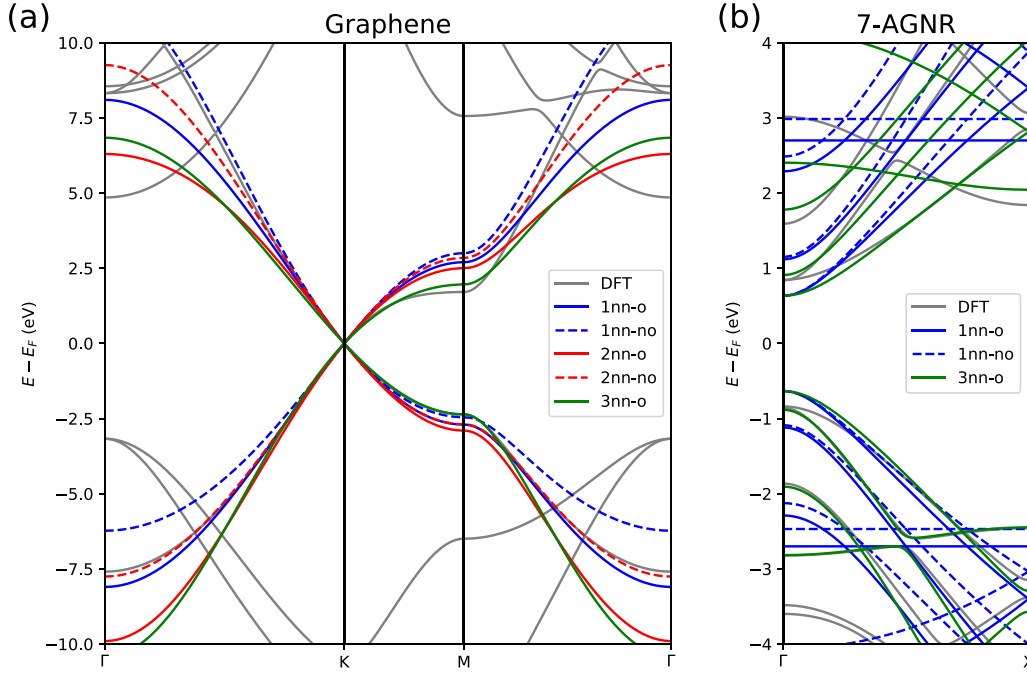 (a) Graphene
10.0
7.5
5.0
2.5
0.0
−2.5
−5.0
−7.5
−10.0
E − E_F (eV)
Γ K M Γ
DFT
1nn-o
1nn-no
2nn-o
2nn-no
3nn-o
(b) 7-AGNR
4
3
2
1
0
−1
−2
−3
−4
E − E_F (eV)
Γ X
DFT
1nn-o
1nn-no
3nn-o